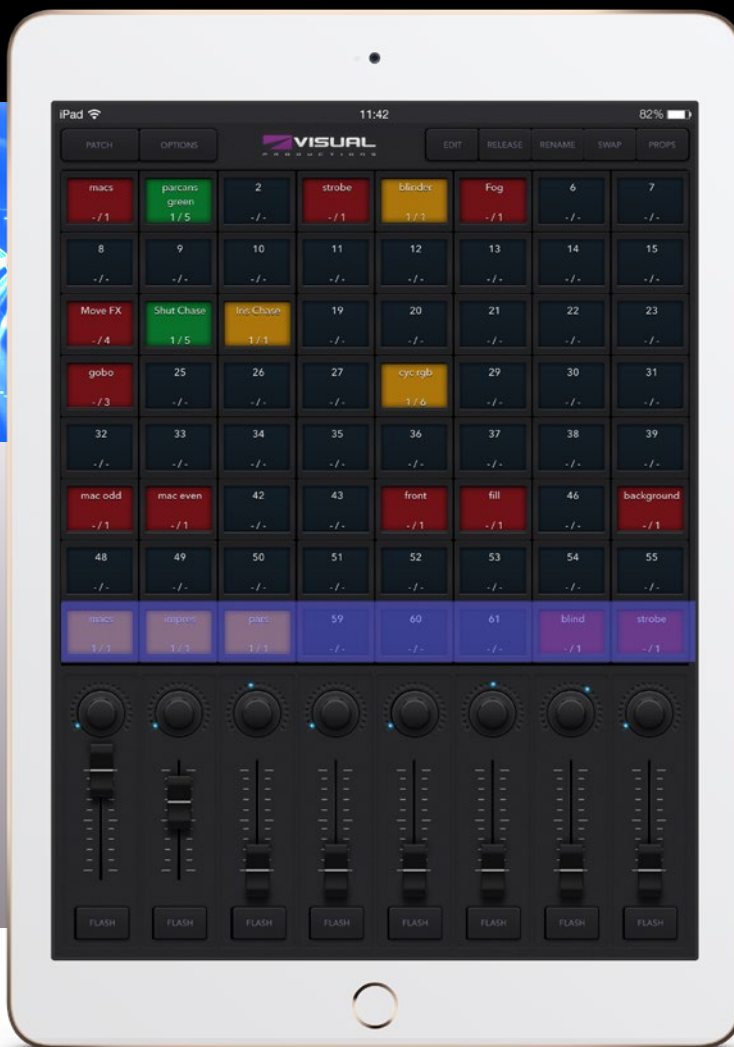 iPad 11:42 82%
PATCH OPTIONS VISUAL PRODUCTIONS EDIT RELEASE RENAME SWAP PROPS
macs parcans green 2 strobe blinder Fog 6 7
- / 1 1 / 5 - / - - / 1 1 / 1 - / 1 - / - - / -
8 9 10 11 12 13 14 15
- / - - / - - / - - / - - / - - / - - / - - / -
Move FX Shut Chase Iris Chase 19 20 21 22 23
- / 4 1 / 5 1 / 1 - / - - / - - / - - / - - / -
gobo 25 26 27 cyc rgb 29 30 31
- / 3 - / - - / - - / - 1 / 6 - / - - / - - / -
32 33 34 35 36 37 38 39
- / - - / - - / - - / - - / - - / - - / - - / -
mac odd mac even 42 43 front fill 46 background
- / 1 - / 1 - / - - / - - / 1 - / 1 - / - - / 1
48 49 50 51 52 53 54 55
- / - - / - - / - - / - - / - - / - - / - - / -
macs impres pars 59 60 61 blind strobe
1 / 1 1 / 1 1 / 1 - / - - / - - / - - / 1 - / 1
FLASH FLASH FLASH FLASH FLASH FLASH FLASH FLASH